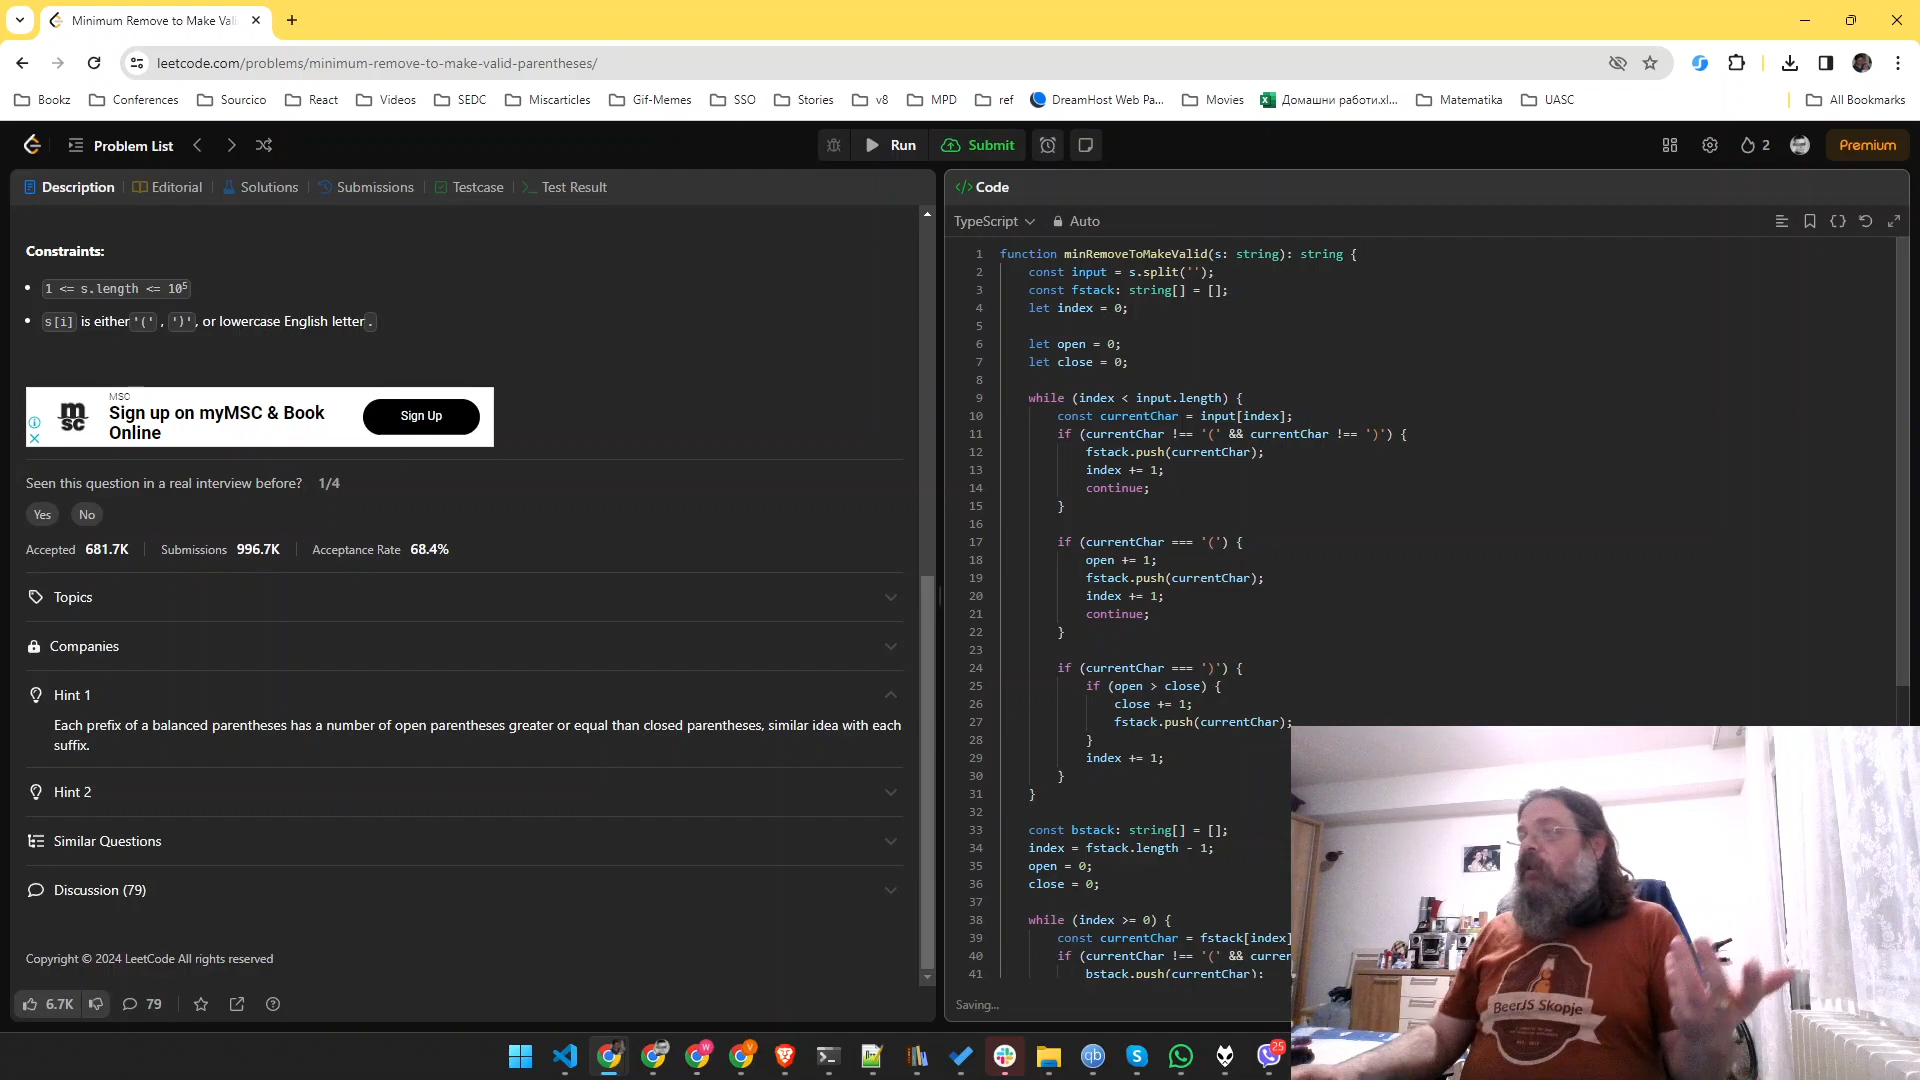 Minimum Remove to Make Vali
leetcode.com/problems/minimum-remove-to-make-valid-parentheses/
Bookz
Conferences
Sourcico
React
Videos
SEDC
Miscarticles
Gif-Memes
SSO
Stories
v8
MPD
ref
DreamHost Web Pa...
Movies
Домашни работи.xl...
Matematika
UASC
All Bookmarks
Problem List
Run
Submit
2
Premium
Description
Editorial
Solutions
Submissions
Testcase
Test Result
Constraints:
1 <= s.length <= 10⁵
s[i] is either '(' , ')', or lowercase English letter .
MSC
msc
Sign up on myMSC & Book
Online
Sign Up
Seen this question in a real interview before? 1/4
Yes
No
Accepted 681.7K
Submissions 996.7K
Acceptance Rate 68.4%
Topics
Companies
Hint 1
Each prefix of a balanced parentheses has a number of open parentheses greater or equal than closed parentheses, similar idea with each
suffix.
Hint 2
Similar Questions
Discussion (79)
Copyright © 2024 LeetCode All rights reserved
6.7K
79
</> Code
TypeScript
Auto
1 function minRemoveToMakeValid(s: string): string {
2 const input = s.split('');
3 const fstack: string[] = [];
4 let index = 0;
5
6 let open = 0;
7 let close = 0;
8
9 while (index < input.length) {
10 const currentChar = input[index];
11 if (currentChar !== '(' && currentChar !== ')') {
12 fstack.push(currentChar);
13 index += 1;
14 continue;
15 }
16
17 if (currentChar === '(') {
18 open += 1;
19 fstack.push(currentChar);
20 index += 1;
21 continue;
22 }
23
24 if (currentChar === ')') {
25 if (open > close) {
26 close += 1;
27 fstack.push(currentChar);
28 }
29 index += 1;
30 }
31 }
32
33 const bstack: string[] = [];
34 index = fstack.length - 1;
35 open = 0;
36 close = 0;
37
38 while (index >= 0) {
39 const currentChar = fstack[index]
40 if (currentChar !== '(' && curren
41 bstack.push(currentChar);
Saving...
BeerJS Skopje
W
V
qb
25